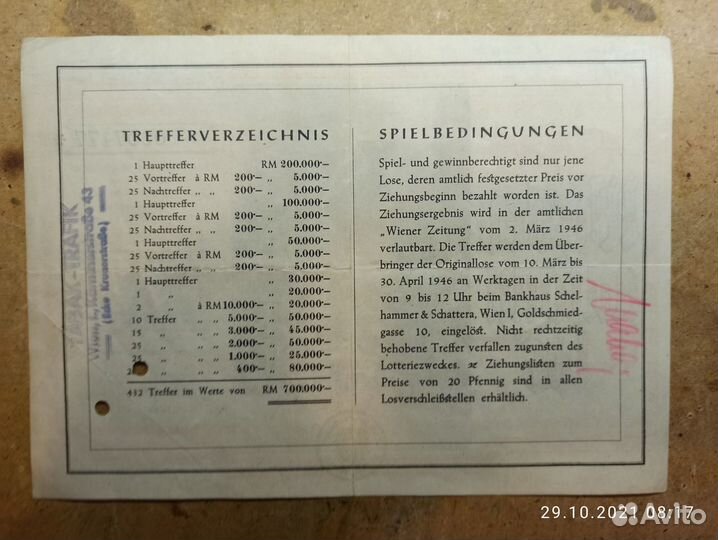 TREFFERVERZEICHNIS
1 Haupttreffer RM 200.000·–
25 Vortreffer à RM 200·– „ 5.000·–
25 Nachtreffer „ „ 200·– „ 5.000·–
1 Haupttreffer „ 100.000·–
25 Vortreffer à RM 200·– „ 5.000·–
25 Nachtreffer „ „ 200·– „ 5.000·–
1 Haupttreffer „ 50.000·–
25 Vortreffer à RM 200·– „ 5.000·–
25 Nachtreffer „ „ 200·– „ 5.000·–
1 Haupttreffer „ 30.000·–
1 „ „ 20.000·–
2 „ à RM 10.000·– „ 20.000·–
10 Treffer „ „ 5.000·– „ 50.000·–
15 „ „ „ 3.000·– „ 45.000·–
25 „ „ „ 2.000·– „ 50.000·–
25 „ „ „ 1.000·– „ 25.000·–
„ „ „ 400·– „ 80.000·–
432 Treffer im Werte von RM 700.000·–
SPIELBEDINGUNGEN
Spiel- und gewinnberechtigt sind nur jene
Lose, deren amtlich festgesetzter Preis vor
Ziehungsbeginn bezahlt worden ist. Das
Ziehungsergebnis wird in der amtlichen
„Wiener Zeitung" vom 2. März 1946
verlautbart. Die Treffer werden dem Über-
bringer der Originallose vom 10. März bis
30. April 1946 an Werktagen in der Zeit
von 9 bis 12 Uhr beim Bankhaus Schel-
hammer & Schattera, Wien I, Goldschmied-
gasse 10, eingelöst. Nicht rechtzeitig
behobene Treffer verfallen zugunsten des
Lotteriezweckes. Ziehungslisten zum
Preise von 20 Pfennig sind in allen
Losverschleißstellen erhältlich.
TABAK-TRAFIK
Wien, I, Kärntnerstraße 43
(Ecke Krugerstraße)
29.10.2021 08:17
Avito